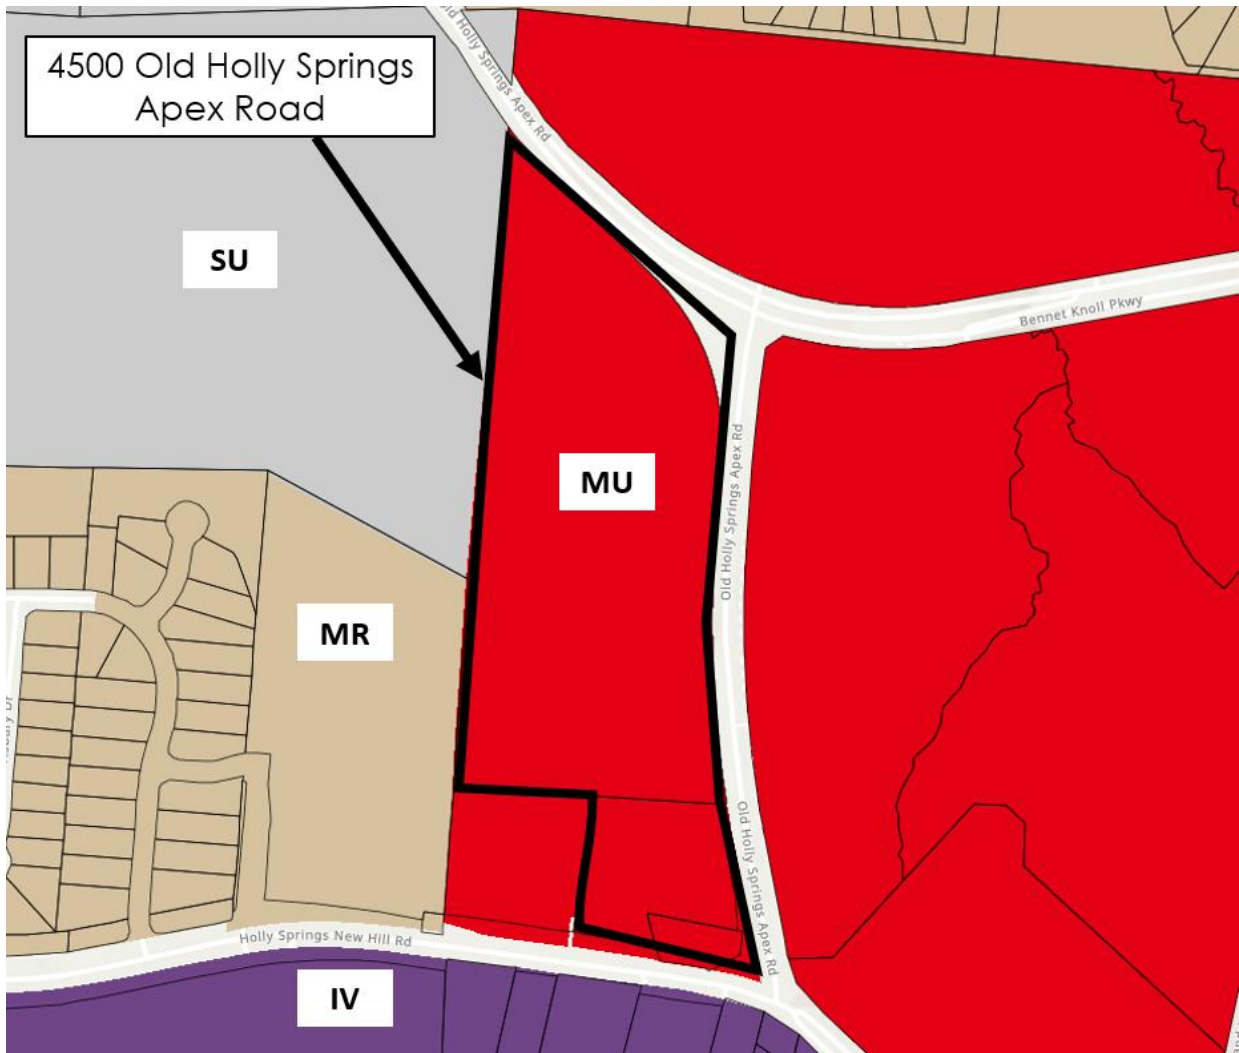 Old Holly Springs Apex Rd
4500 Old Holly Springs
Apex Road
SU
Bennet Knoll Pkwy
MU
Old Holly Springs Apex Rd
MR
Old Holly Springs Apex Rd
Holly Springs New Hill Rd
IV